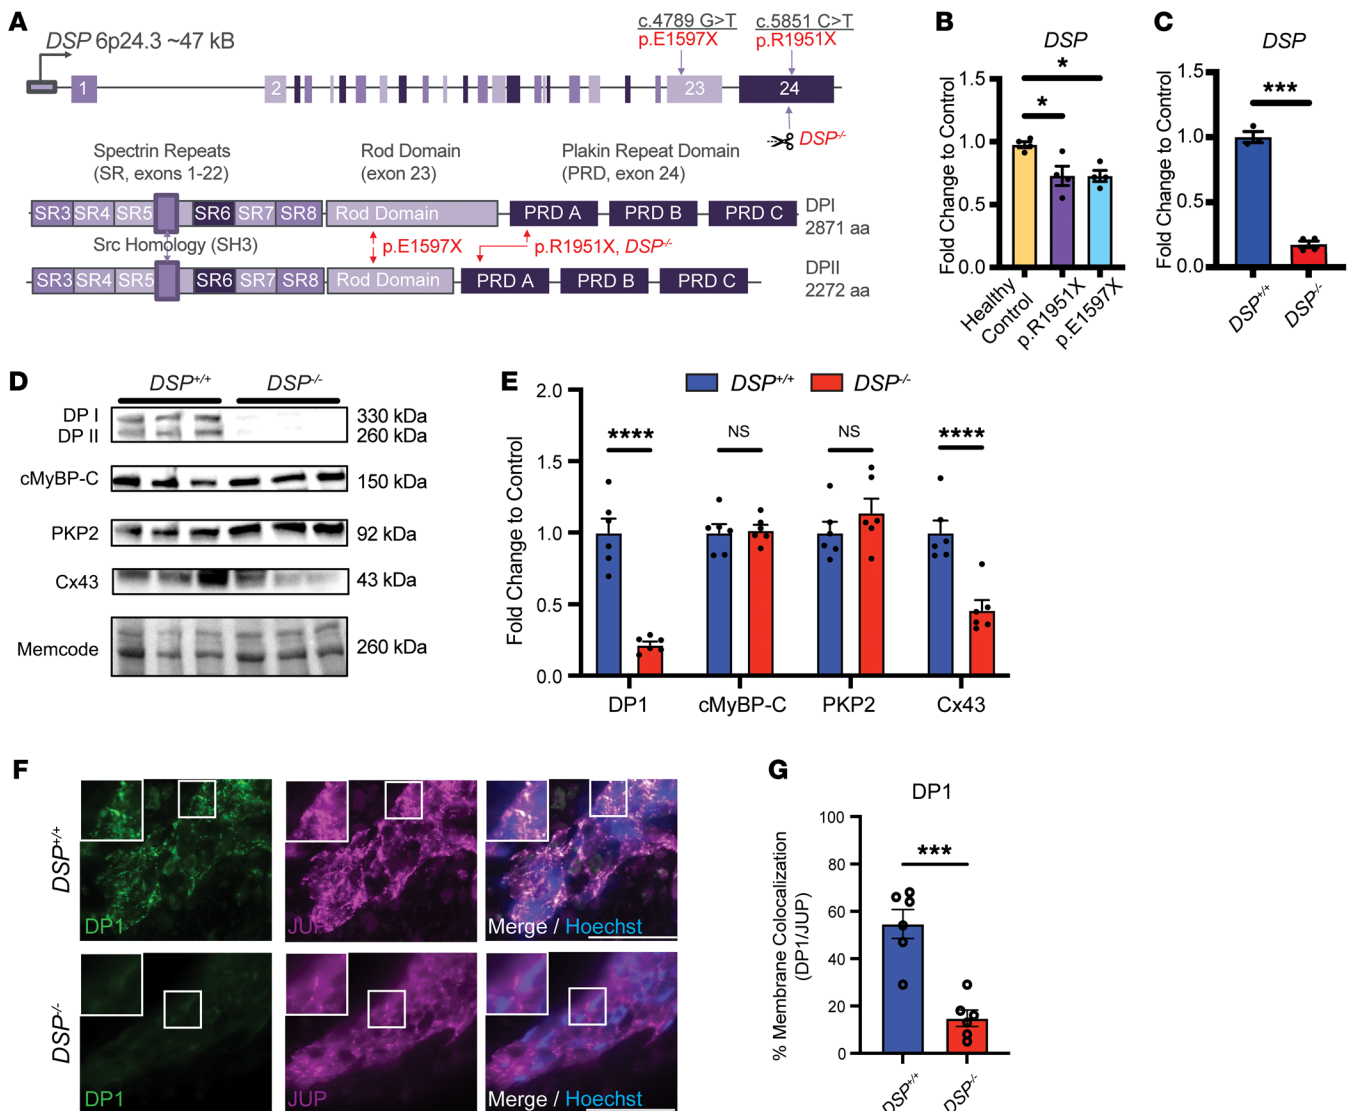 A
DSP 6p24.3 ~47 kB
c.4789 G>T
p.E1597X
c.5851 C>T
p.R1951X
1
2
23
24
DSP-/-
Spectrin Repeats
(SR, exons 1-22)
Rod Domain
(exon 23)
Plakin Repeat Domain
(PRD, exon 24)
SR3 SR4 SR5 SR6 SR7 SR8 Rod Domain PRD A PRD B PRD C
DPI
2871 aa
Src Homology (SH3)
p.E1597X
p.R1951X, DSP-/-
SR3 SR4 SR5 SR6 SR7 SR8 Rod Domain PRD A PRD B PRD C
DPII
2272 aa
B
DSP
Fold Change to Control
1.5
1.0
0.5
0.0
*
*
Healthy
Control
p.R1951X
p.E1597X
C
DSP
Fold Change to Control
1.5
1.0
0.5
0.0
***
DSP+/+
DSP-/-
D
DSP+/+
DSP-/-
DP I
330 kDa
DP II
260 kDa
cMyBP-C
150 kDa
PKP2
92 kDa
Cx43
43 kDa
Memcode
260 kDa
E
DSP+/+
DSP-/-
Fold Change to Control
2.0
1.5
1.0
0.5
0.0
****
NS
NS
****
DP1
cMyBP-C
PKP2
Cx43
F
DSP+/+
DP1
JUP
Merge / Hoechst
DSP-/-
DP1
JUP
Merge / Hoechst
G
DP1
% Membrane Colocalization
(DP1/JUP)
100
80
60
40
20
0
***
DSP+/+
DSP-/-